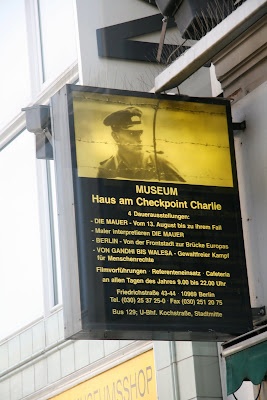 MUSEUM
Haus am Checkpoint Charlie
4 Dauerausstellungen:
- DIE MAUER - Vom 13. August bis zu ihrem Fall
- Maler interpretieren DIE MAUER
- BERLIN - Von der Frontstadt zur Brücke Europas
- VON GANDHI BIS WALESA - Gewaltfreier Kampf
für Menschenrechte
Filmvorführungen · Referenteneinsatz · Cafeteria
an allen Tagen des Jahres 9.00 bis 22.00 Uhr
Friedrichstraße 43-44 · 10969 Berlin
Tel. (030) 25 37 25-0 · Fax (030) 251 20 75
Bus 129; U-Bhf. Kochstraße, Stadtmitte
MUSEUMSSHOP